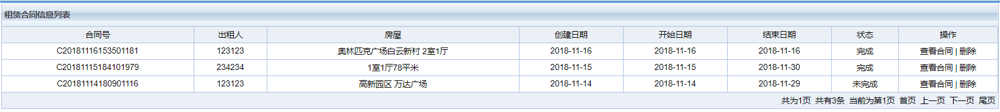 租赁合同信息列表
合同号 出租人 房屋 创建日期 开始日期 结束日期 状态 操作
C20181116153501181 123123 奥林匹克广场白云新村 2室1厅 2018-11-16 2018-11-16 2018-11-16 完成 查看合同 | 删除
C20181115184101979 234234 1室1厅78平米 2018-11-15 2018-11-15 2018-11-30 完成 查看合同 | 删除
C20181114180901116 123123 高新园区 万达广场 2018-11-14 2018-11-14 2018-11-29 未完成 查看合同 | 删除
共为1页 共有3条 当前为第1页 首页 上一页 下一页 尾页